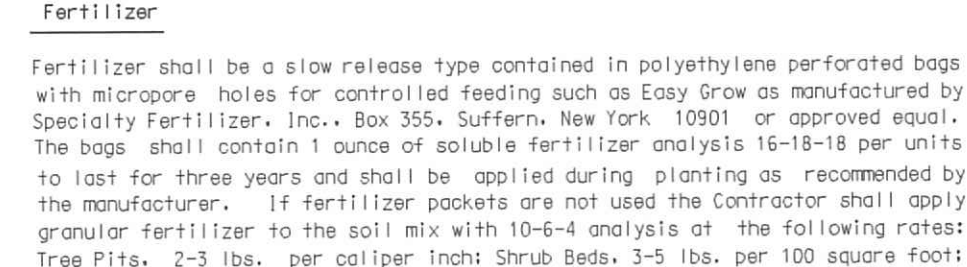 Fertilizer
Fertilizer shall be a slow release type contained in polyethylene perforated bags
with micropore holes for controlled feeding such as Easy Grow as manufactured by
Specialty Fertilizer, Inc., Box 355, Suffern, New York 10901 or approved equal.
The bags shall contain 1 ounce of soluble fertilizer analysis 16-18-18 per units
to last for three years and shall be applied during planting as recommended by
the manufacturer. If fertilizer packets are not used the Contractor shall apply
granular fertilizer to the soil mix with 10-6-4 analysis at the following rates:
Tree Pits, 2-3 lbs. per caliper inch; Shrub Beds, 3-5 lbs. per 100 square foot;